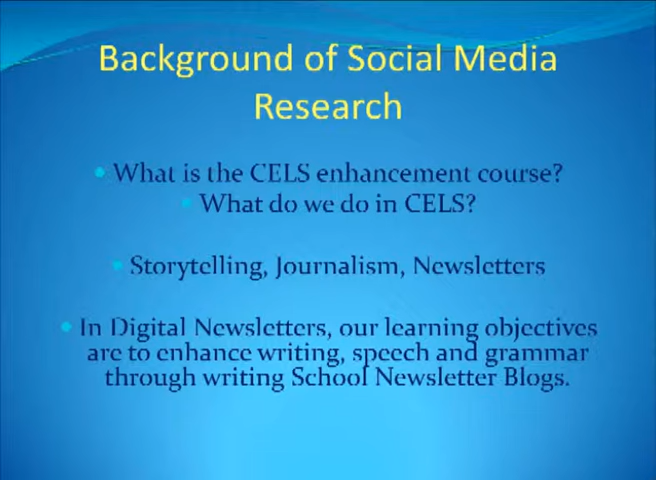 Background of Social Media
Research
• What is the CELS enhancement course?
• What do we do in CELS?
• Storytelling, Journalism, Newsletters
• In Digital Newsletters, our learning objectives
are to enhance writing, speech and grammar
through writing School Newsletter Blogs.